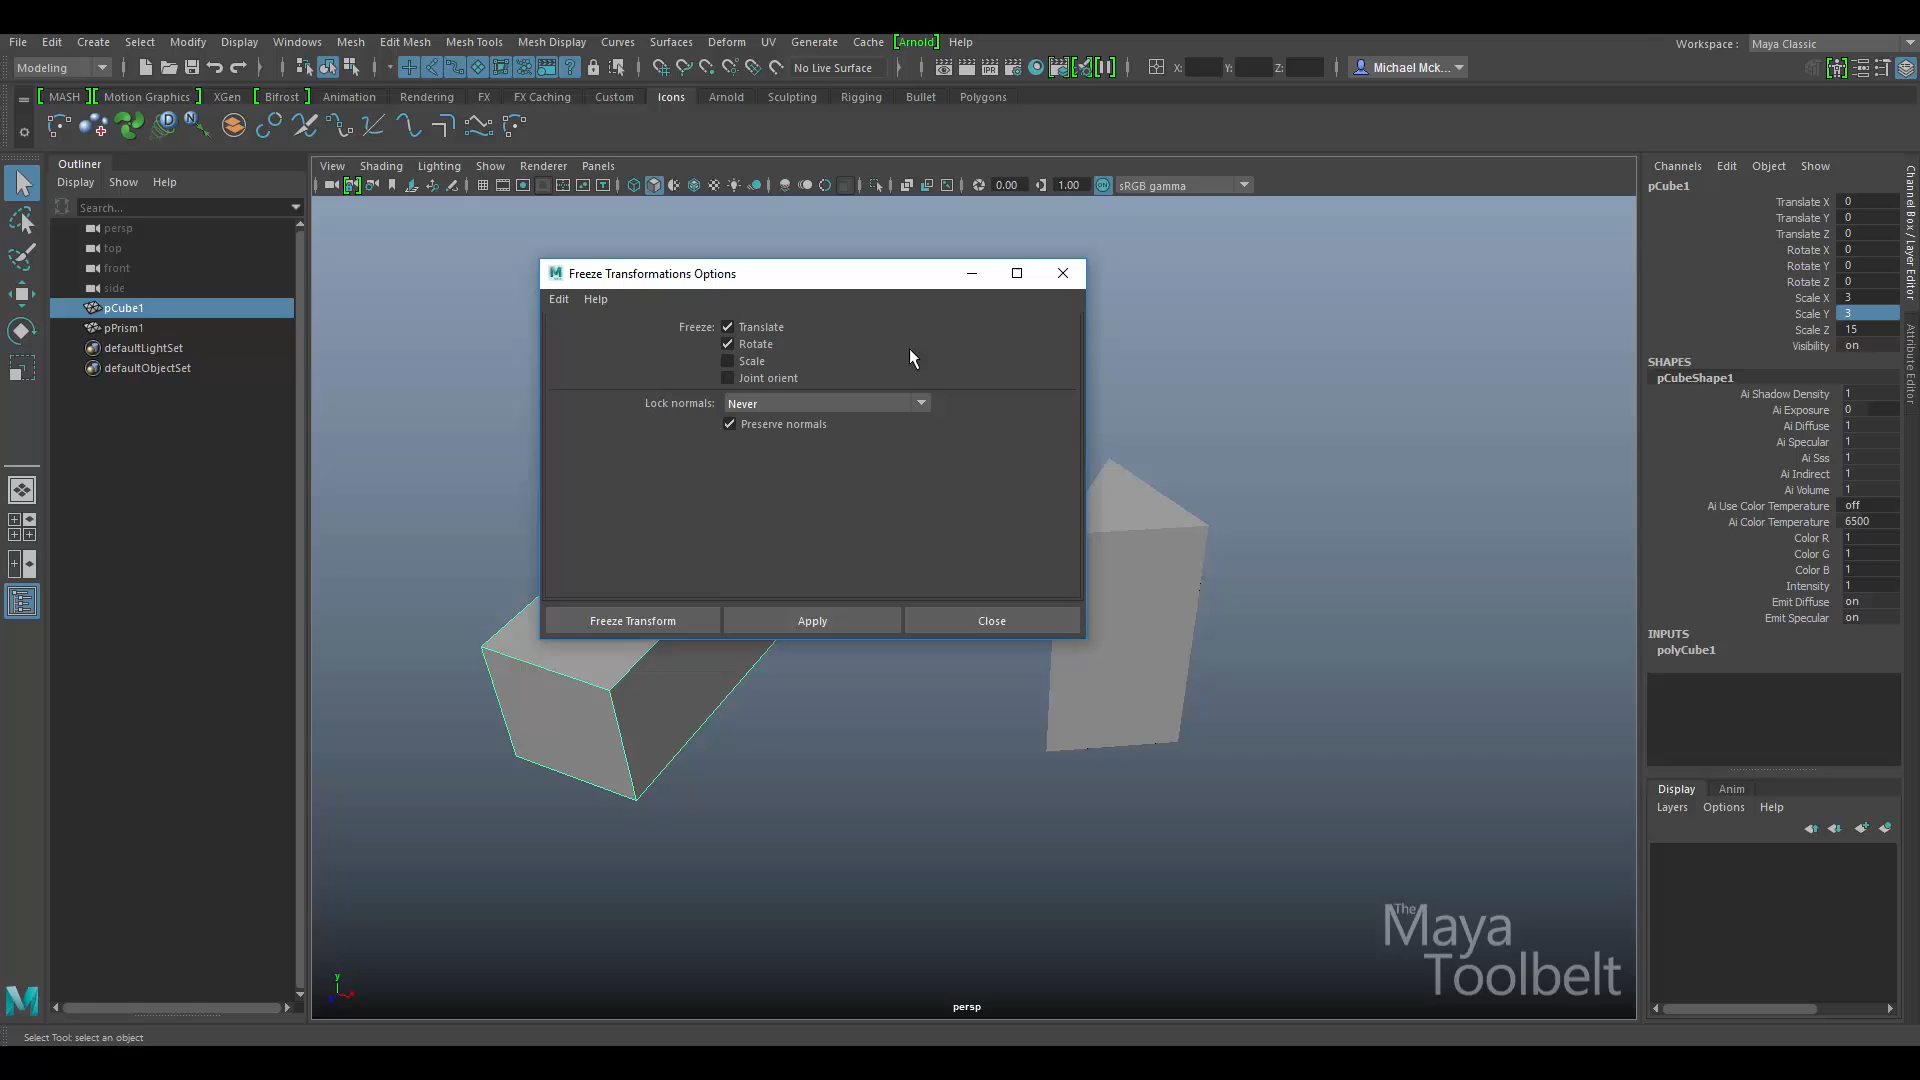 File Edit Create Select Modify Display Windows Mesh Edit Mesh Mesh Tools Mesh Display Curves Surfaces Deform UV Generate Cache [Arnold] Help
Workspace : Maya Classic
Modeling No Live Surface X: Y: Z: Michael Mck...
[ MASH ][ Motion Graphics ] XGen [ Bifrost ] Animation Rendering FX FX Caching Custom Icons Arnold Sculpting Rigging Bullet Polygons
Outliner
Display Show Help
Search...
persp
top
front
side
pCube1
pPrism1
defaultLightSet
defaultObjectSet
View Shading Lighting Show Renderer Panels
0.00 1.00 sRGB gamma
Freeze Transformations Options
Edit Help
Freeze: Translate
Rotate
Scale
Joint orient
Lock normals: Never
Preserve normals
Freeze Transform Apply Close
The
Maya
Toolbelt
y
persp
Channels Edit Object Show
pCube1
Translate X 0
Translate Y 0
Translate Z 0
Rotate X 0
Rotate Y 0
Rotate Z 0
Scale X 3
Scale Y 3
Scale Z 15
Visibility on
SHAPES
pCubeShape1
Ai Shadow Density 1
Ai Exposure 0
Ai Diffuse 1
Ai Specular 1
Ai Sss 1
Ai Indirect 1
Ai Volume 1
Ai Use Color Temperature off
Ai Color Temperature 6500
Color R 1
Color G 1
Color B 1
Intensity 1
Emit Diffuse on
Emit Specular on
INPUTS
polyCube1
Display Anim
Layers Options Help
Channel Box / Layer Editor
Attribute Editor
Select Tool: select an object